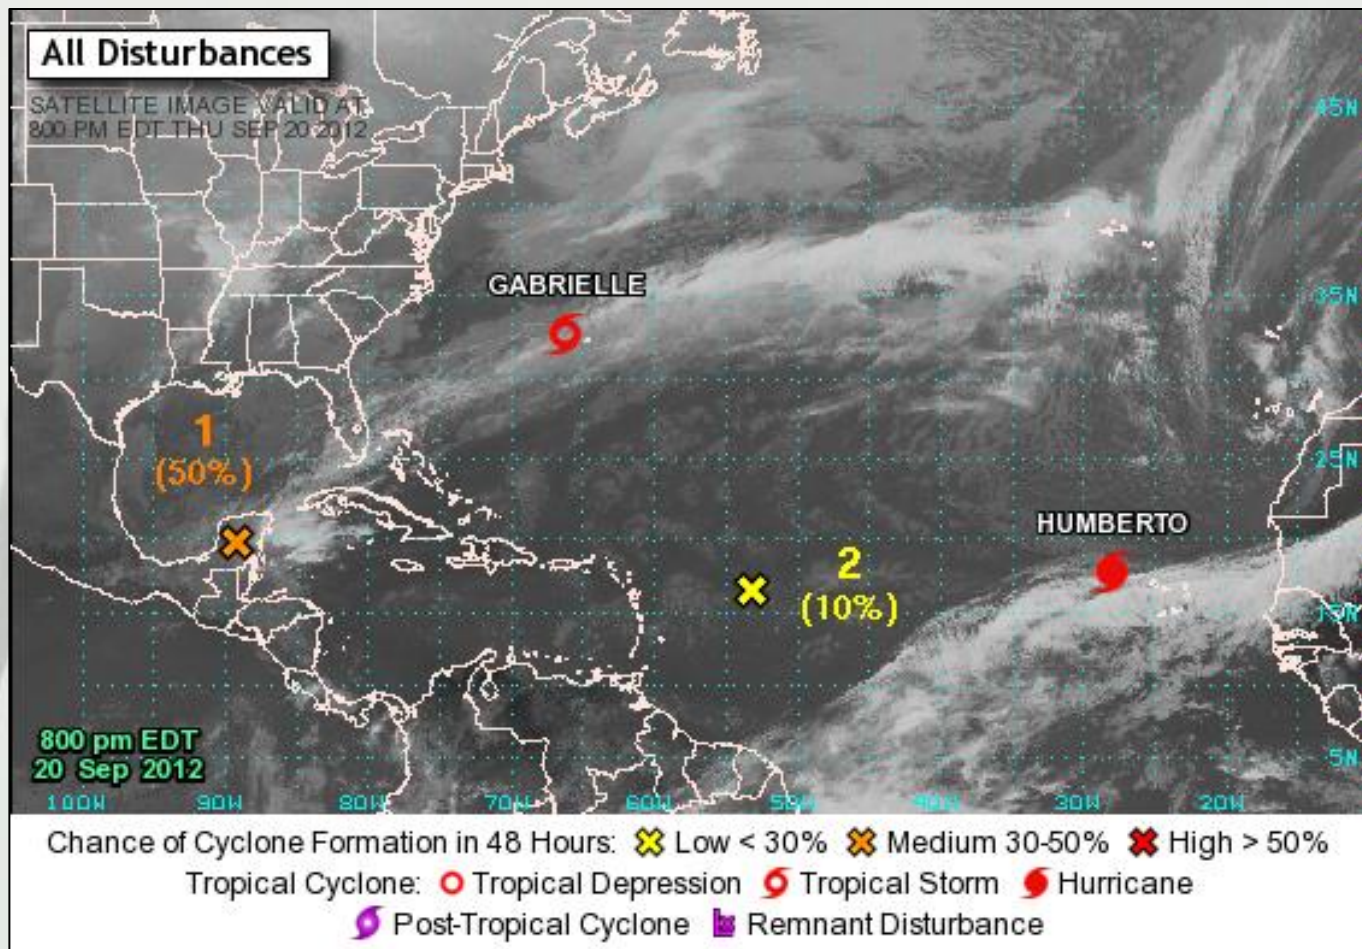 All Disturbances
SATELLITE IMAGE VALID AT
800 PM EDT THU SEP 20 2012
45N
GABRIELLE
35N
1
(50%)
25N
HUMBERTO
2
(10%)
15N
800 pm EDT
20 Sep 2012
5N
100W 90W 80W 70W 60W 50W 40W 30W 20W
Chance of Cyclone Formation in 48 Hours: Low < 30% Medium 30-50% High > 50%
Tropical Cyclone: Tropical Depression Tropical Storm Hurricane
Post-Tropical Cyclone Remnant Disturbance